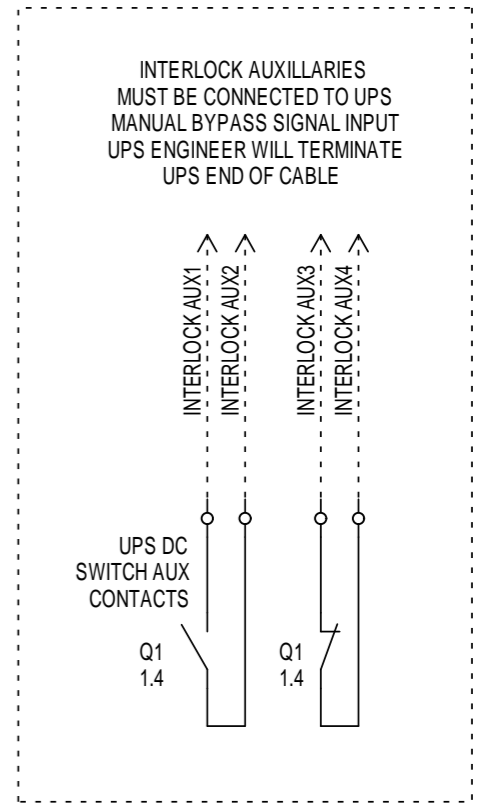 INTERLOCK AUXILLARIES
MUST BE CONNECTED TO UPS
MANUAL BYPASS SIGNAL INPUT
UPS ENGINEER WILL TERMINATE
UPS END OF CABLE
INTERLOCK AUX1
INTERLOCK AUX2
INTERLOCK AUX3
INTERLOCK AUX4
UPS DC
SWITCH AUX
CONTACTS
Q1
1.4
Q1
1.4